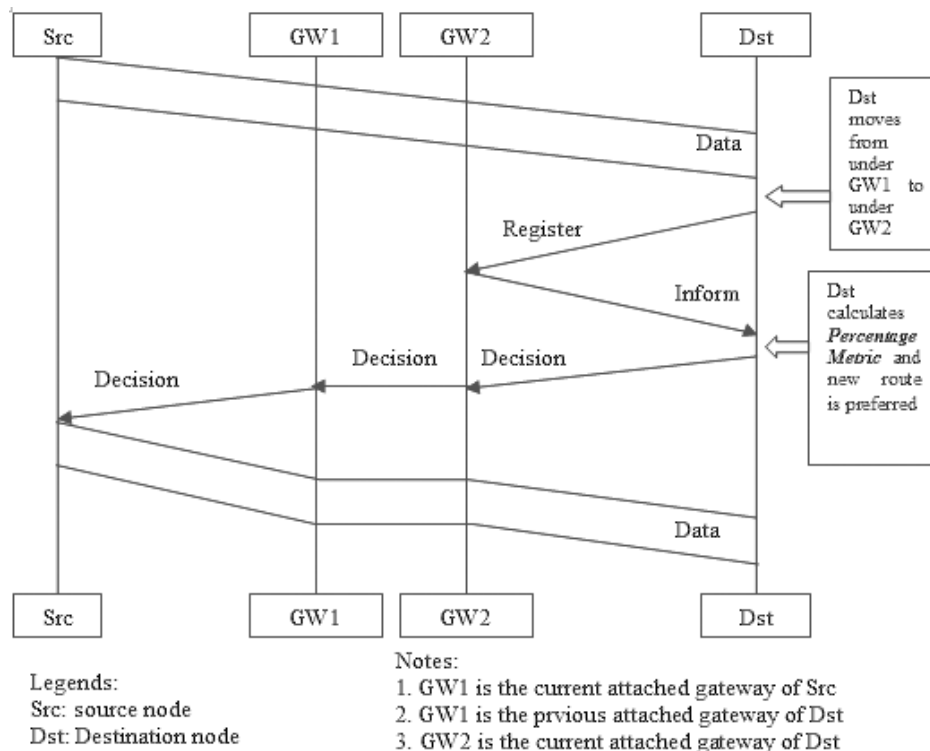 Src
GW1
GW2
Dst
Data
Dst
moves
from
under
GW1 to
under
GW2
Register
Inform
Dst
calculates
Percentage
Metric and
new route
is preferred
Decision
Decision
Decision
Data
Src
GW1
GW2
Dst
Legends:
Src: source node
Dst: Destination node
Notes:
1. GW1 is the current attached gateway of Src
2. GW1 is the prvious attached gateway of Dst
3. GW2 is the current attached gateway of Dst